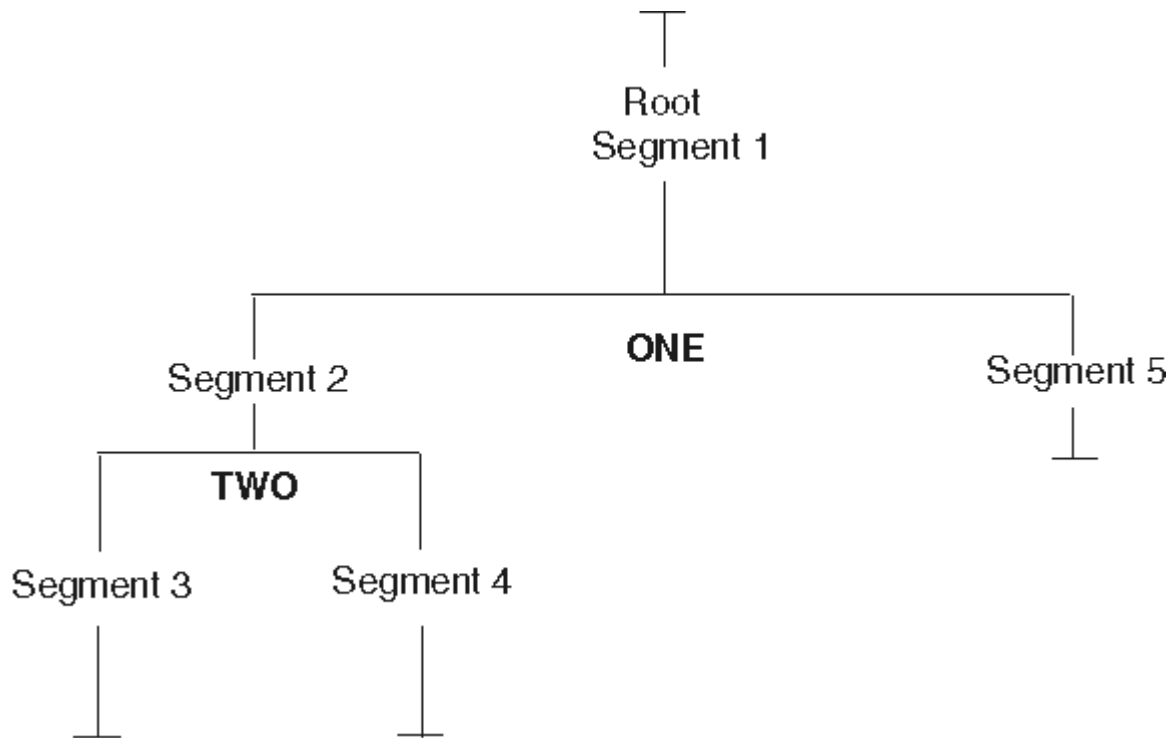 Root
Segment 1
ONE
Segment 2
Segment 5
TWO
Segment 3
Segment 4